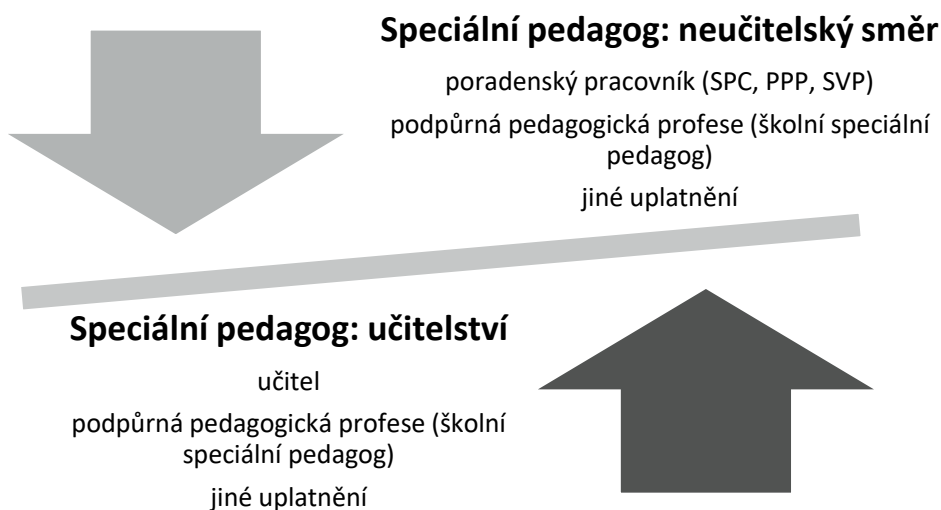 Speciální pedagog: neučitelský směr
poradenský pracovník (SPC, PPP, SVP)
podpůrná pedagogická profese (školní speciální
pedagog)
jiné uplatnění
Speciální pedagog: učitelství
učitel
podpůrná pedagogická profese (školní
speciální pedagog)
jiné uplatnění